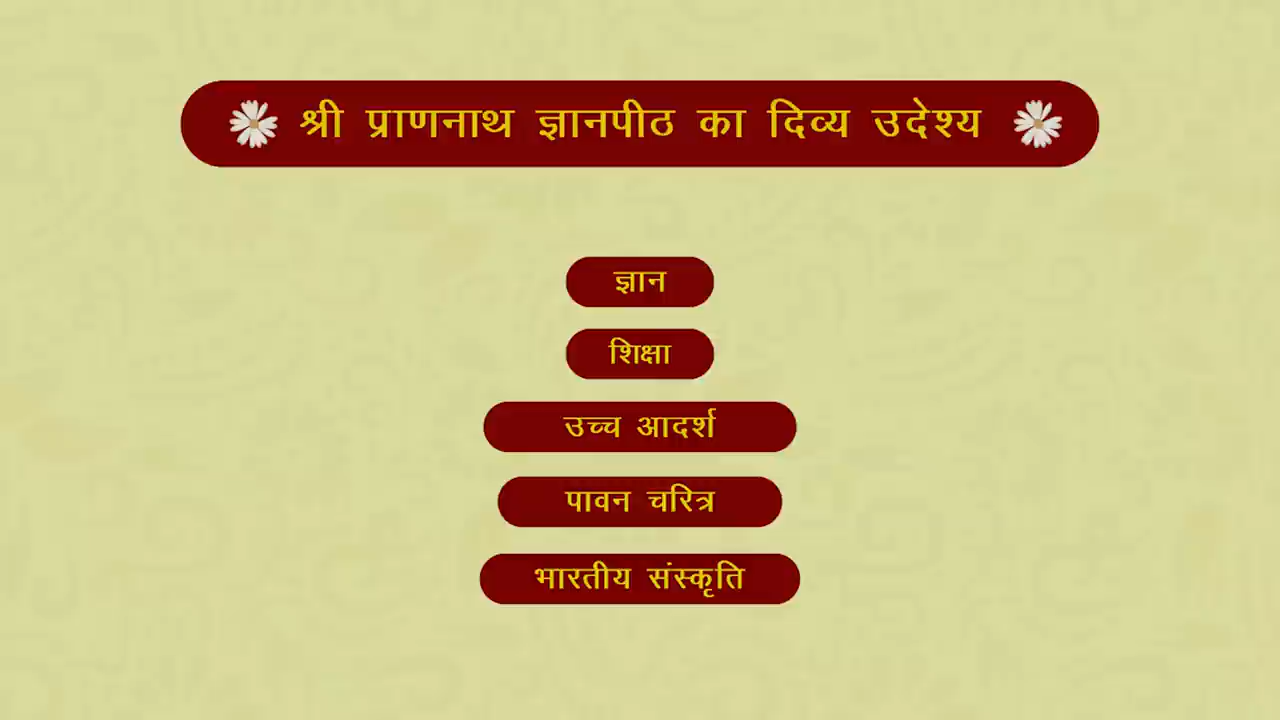 श्री प्राणनाथ ज्ञानपीठ का दिव्य उदेश्य
ज्ञान
शिक्षा
उच्च आदर्श
पावन चरित्र
भारतीय संस्कृति